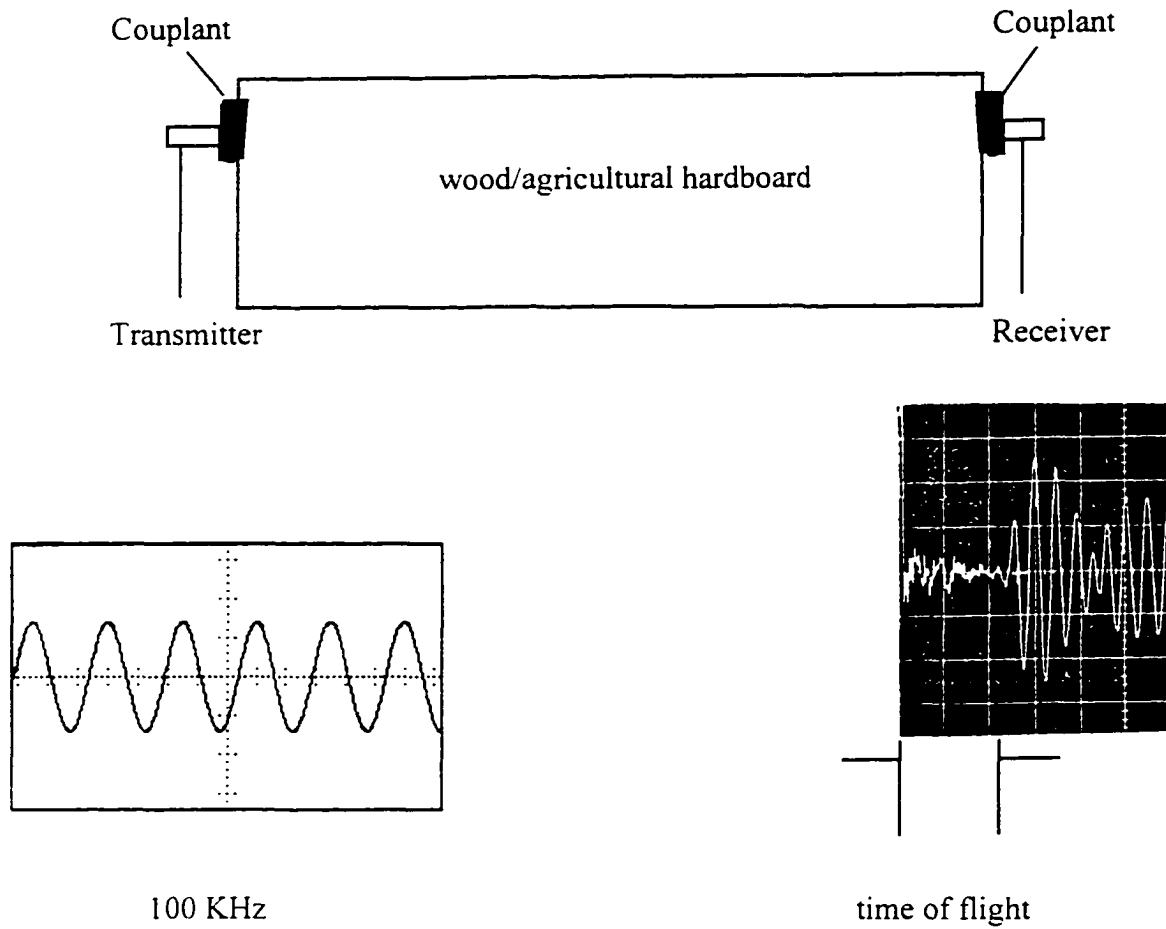 Couplant
Couplant
wood/agricultural hardboard
Transmitter
Receiver
100 KHz
time of flight